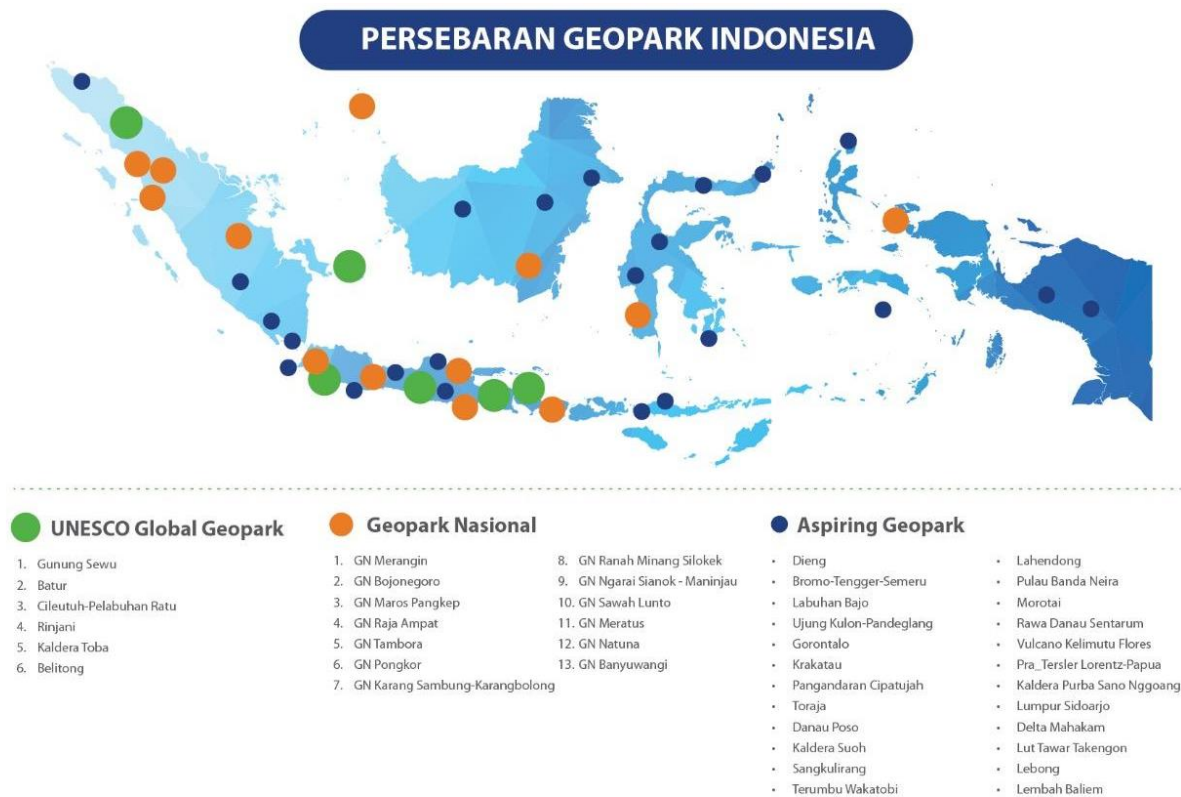 PERSEBARAN GEOPARK INDONESIA
UNESCO Global Geopark
1. Gunung Sewu
2. Batur
3. Cileutuh-Pelabuhan Ratu
4. Rinjani
5. Kaldera Toba
6. Belitong
Geopark Nasional
1. GN Merangin
2. GN Bojonegoro
3. GN Maros Pangkep
4. GN Raja Ampat
5. GN Tambora
6. GN Pongkor
7. GN Karang Sambung-Karangbolong
8. GN Ranah Minang Silokek
9. GN Ngarai Sianok - Maninjau
10. GN Sawah Lunto
11. GN Meratus
12. GN Natuna
13. GN Banyuwangi
Aspiring Geopark
• Dieng
• Bromo-Tengger-Semeru
• Labuhan Bajo
• Ujung Kulon-Pandeglang
• Gorontalo
• Krakatau
• Pangandaran Cipatujah
• Toraja
• Danau Poso
• Kaldera Suoh
• Sangkulirang
• Terumbu Wakatobi
• Lahendong
• Pulau Banda Neira
• Morotai
• Rawa Danau Sentarum
• Vulcano Kelimutu Flores
• Pra_Tersler Lorentz-Papua
• Kaldera Purba Sano Nggoang
• Lumpur Sidoarjo
• Delta Mahakam
• Lut Tawar Takengon
• Lebong
• Lembah Baliem